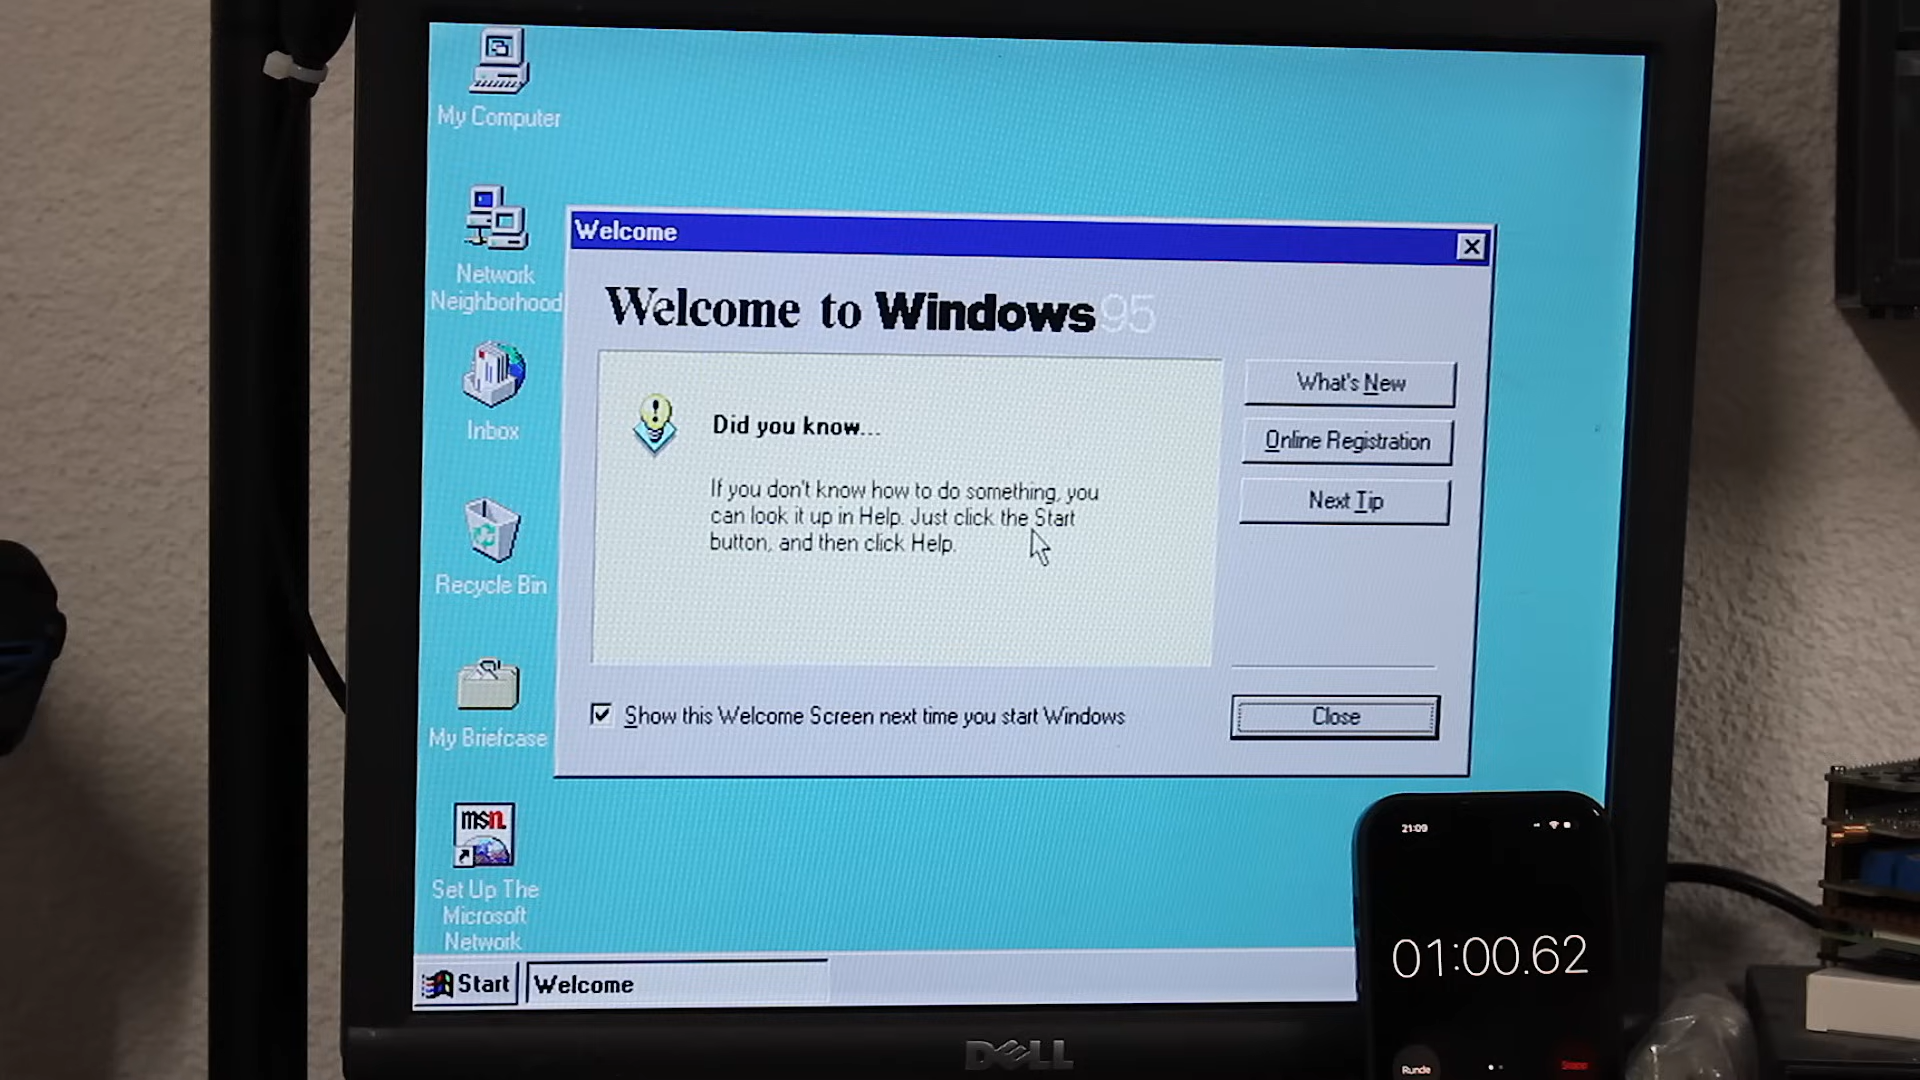 My Computer
Network
Neighborhood
Inbox
Recycle Bin
My Briefcase
msn
Set Up The
Microsoft
Network
Welcome
Welcome to Windows 95
Did you know...
If you don't know how to do something, you
can look it up in Help. Just click the Start
button, and then click Help.
What's New
Online Registration
Next Tip
Show this Welcome Screen next time you start Windows
Close
Start
Welcome
DELL
21:09
01:00.62
Runde
Stopp